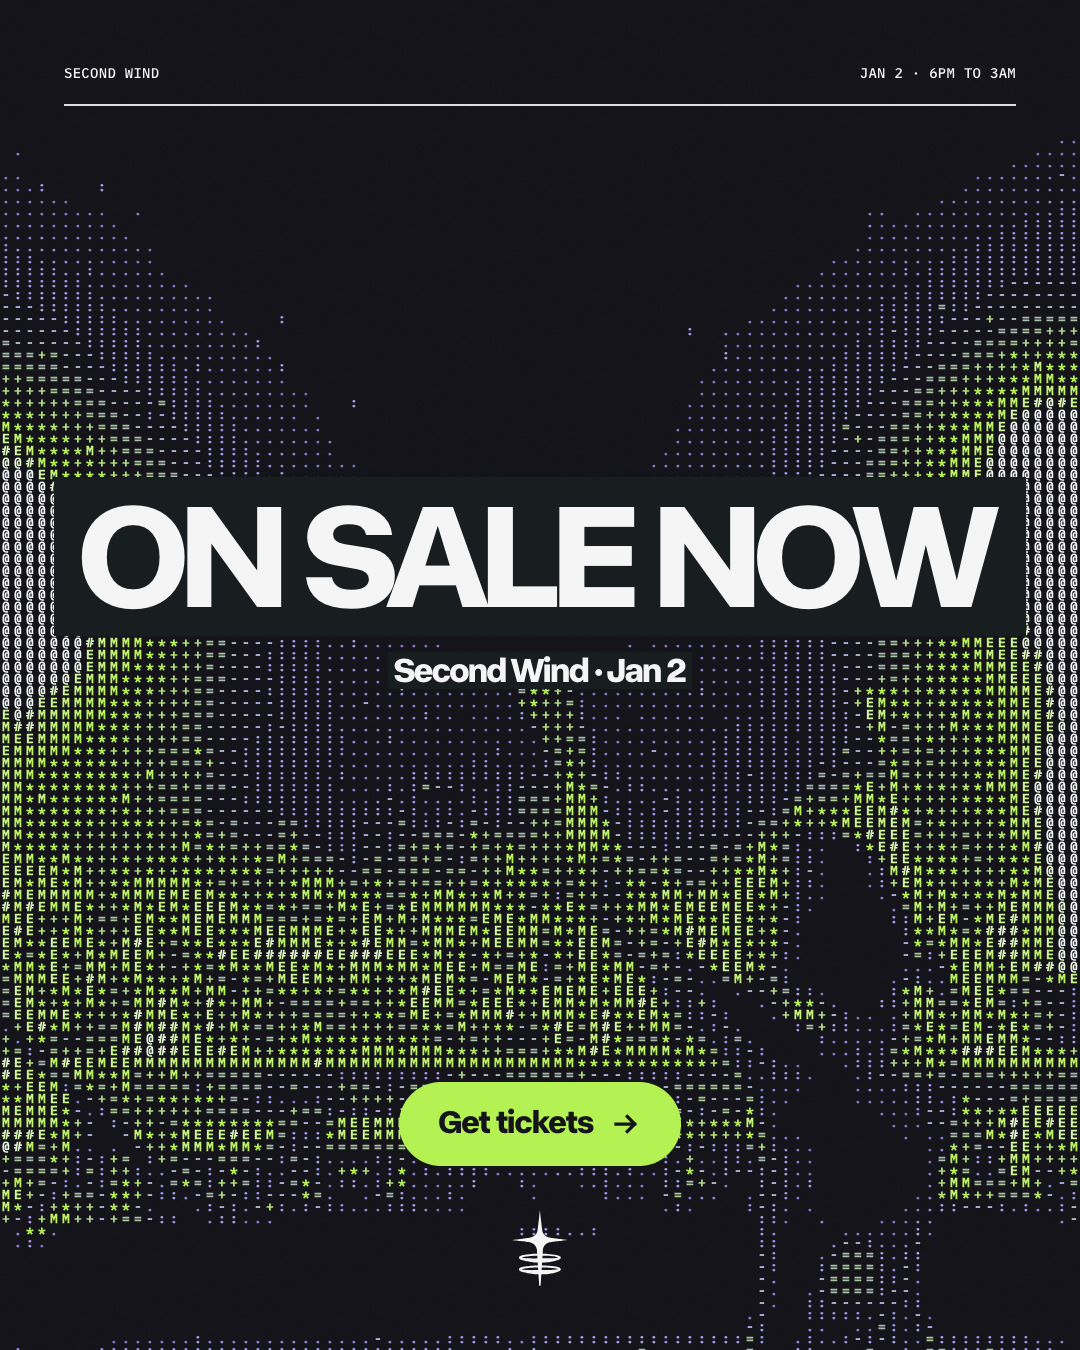 SECOND WIND
JAN 2 · 6PM TO 3AM
ON SALE NOW
Second Wind · Jan 2
Get tickets →